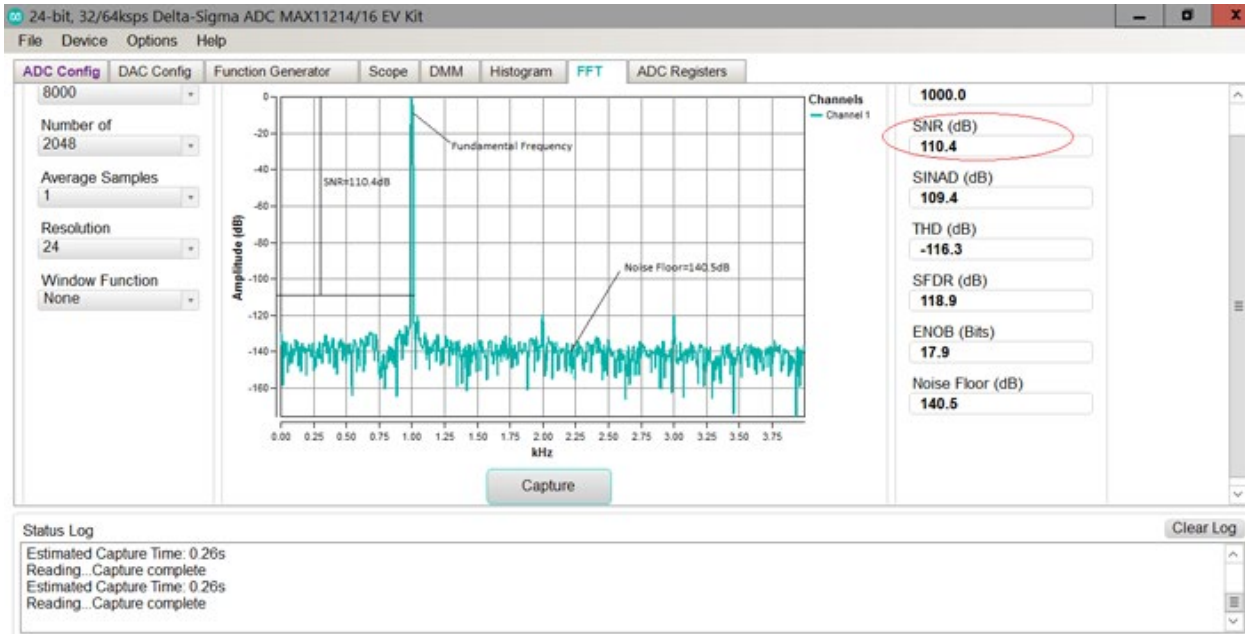 24-bit, 32/64ksps Delta-Sigma ADC MAX11214/16 EV Kit
File Device Options Help
ADC Config DAC Config Function Generator Scope DMM Histogram FFT ADC Registers
8000
Number of
2048
Average Samples
1
Resolution
24
Window Function
None
Channels
Channel 1
Fundamental Frequency
SNR=110.4dB
Noise Floor=140.5dB
Amplitude (dB)
0
-20
-40
-60
-80
-100
-120
-140
-160
0.00 0.25 0.50 0.75 1.00 1.25 1.50 1.75 2.00 2.25 2.50 2.75 3.00 3.25 3.50 3.75
kHz
Capture
1000.0
SNR (dB)
110.4
SINAD (dB)
109.4
THD (dB)
-116.3
SFDR (dB)
118.9
ENOB (Bits)
17.9
Noise Floor (dB)
140.5
Status Log
Clear Log
Estimated Capture Time: 0.26s
Reading...Capture complete
Estimated Capture Time: 0.26s
Reading...Capture complete